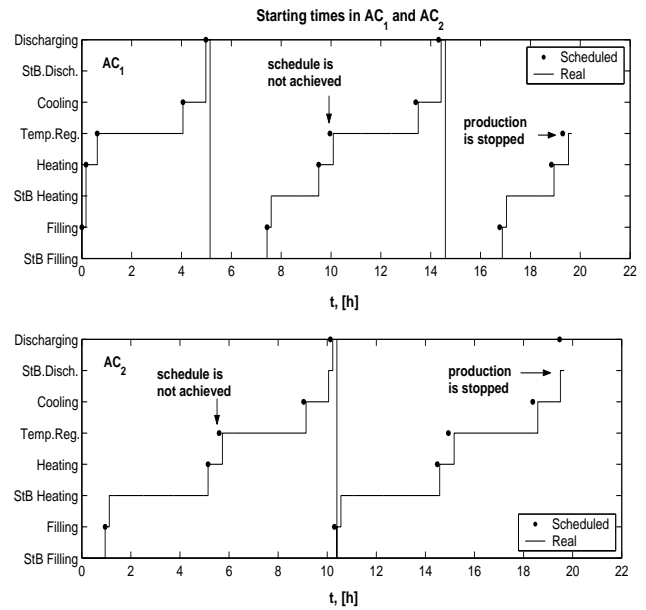 Starting times in AC1 and AC2
Discharging
StB.Disch.
Cooling
Temp.Reg.
Heating
StB Heating
Filling
StB Filling
AC1
schedule is
not achieved
production
is stopped
Scheduled
Real
0 2 4 6 8 10 12 14 16 18 20 22
t, [h]
Discharging
StB.Disch.
Cooling
Temp.Reg.
Heating
StB Heating
Filling
StB Filling
AC2
schedule is
not achieved
production
is stopped
Scheduled
Real
0 2 4 6 8 10 12 14 16 18 20 22
t, [h]